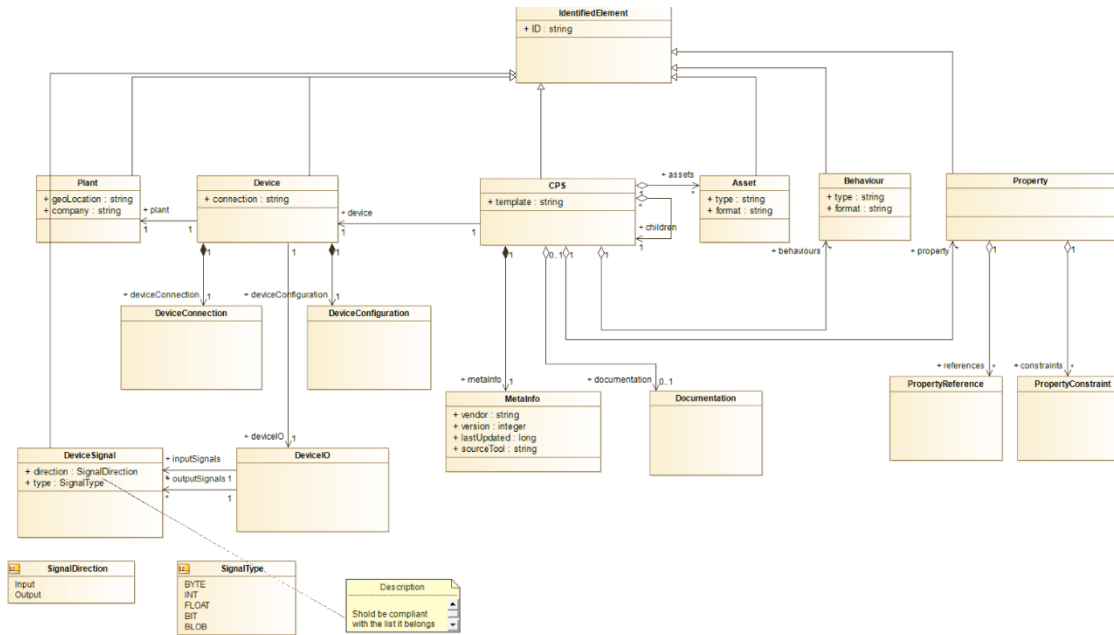 IdentifiedElement
+ ID : string
Plant
+ geoLocation : string
+ company : string
+ plant
1
1
Device
+ connection : string
+ device
1
1
CPS
+ template : string
+ assets
1
*
*
+ children
1
Asset
+ type : string
+ format : string
Behaviour
+ type : string
+ format : string
Property
1
1
1
1
0..1
1
1
+ behaviours
*
+ property
*
1
1
+ deviceConnection
1
+ deviceConfiguration
1
DeviceConnection
DeviceConfiguration
+ metaInfo
1
+ documentation
0..1
+ references
*
+ constraints
*
MetaInfo
+ vendor : string
+ version : integer
+ lastUpdated : long
+ sourceTool : string
Documentation
PropertyReference
PropertyConstraint
+ deviceIO
1
DeviceSignal
+ direction : SignalDirection
+ type : SignalType
+ inputSignals
*
+ outputSignals
1
*
1
DeviceIO
SignalDirection
Input
Output
SignalType
BYTE
INT
FLOAT
BIT
BLOB
Description
Shold be compliant
with the list it belongs